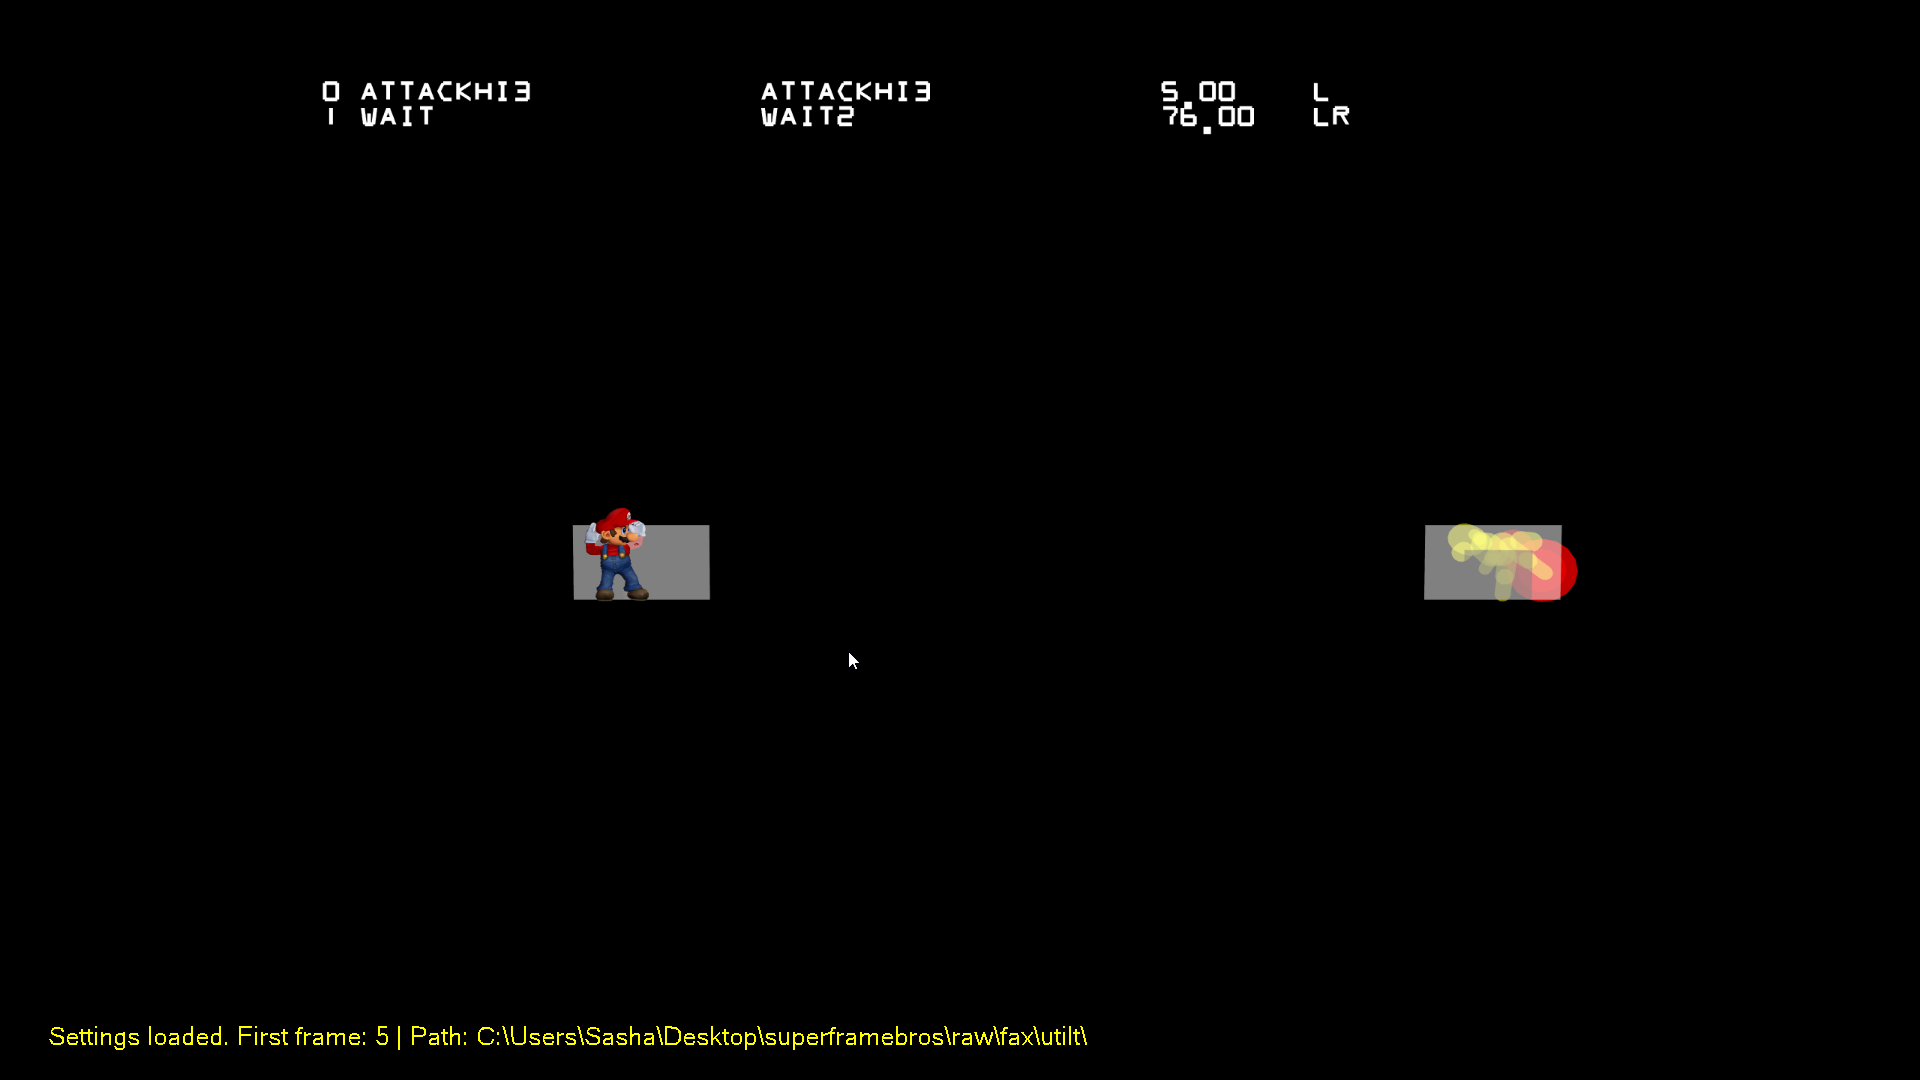 0 ATTACKHI3 ATTACKHI3 5.00 L
1 WAIT WAIT2 76.00 LR
Settings loaded. First frame: 5 | Path: C:\Users\Sasha\Desktop\superframebros\raw\fax\utilt\